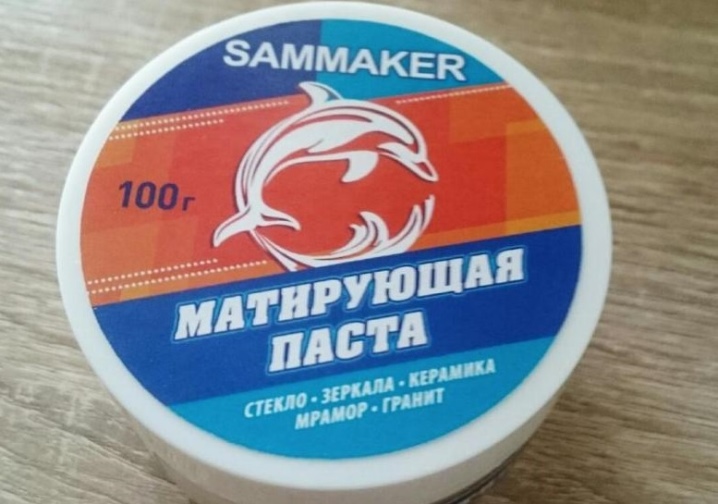 SAMMAKER
100г
МАТИРУЮЩАЯ
ПАСТА
СТЕКЛО • ЗЕРКАЛА • КЕРАМИКА
МРАМОР • ГРАНИТ